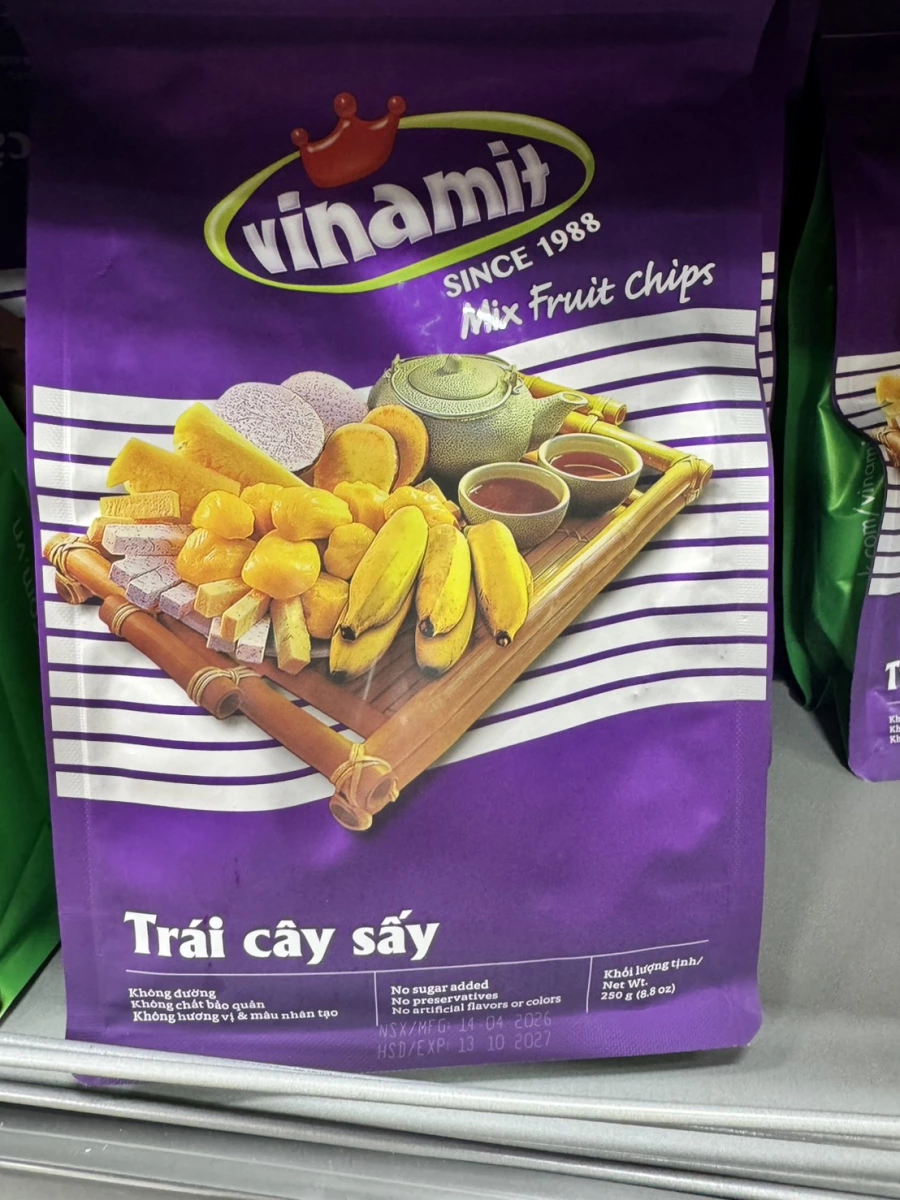 vinamit
SINCE 1988
Mix Fruit Chips
Trái cây sấy
Không đường
Không chất bảo quản
Không hương vị & màu nhân tạo
No sugar added
No preservatives
No artificial flavors or colors
Khối lượng tịnh/
Net Wt.
250 g (8.8 oz)
NSX/MFG: 14 04 2026
HSD/EXP: 13 10 2027